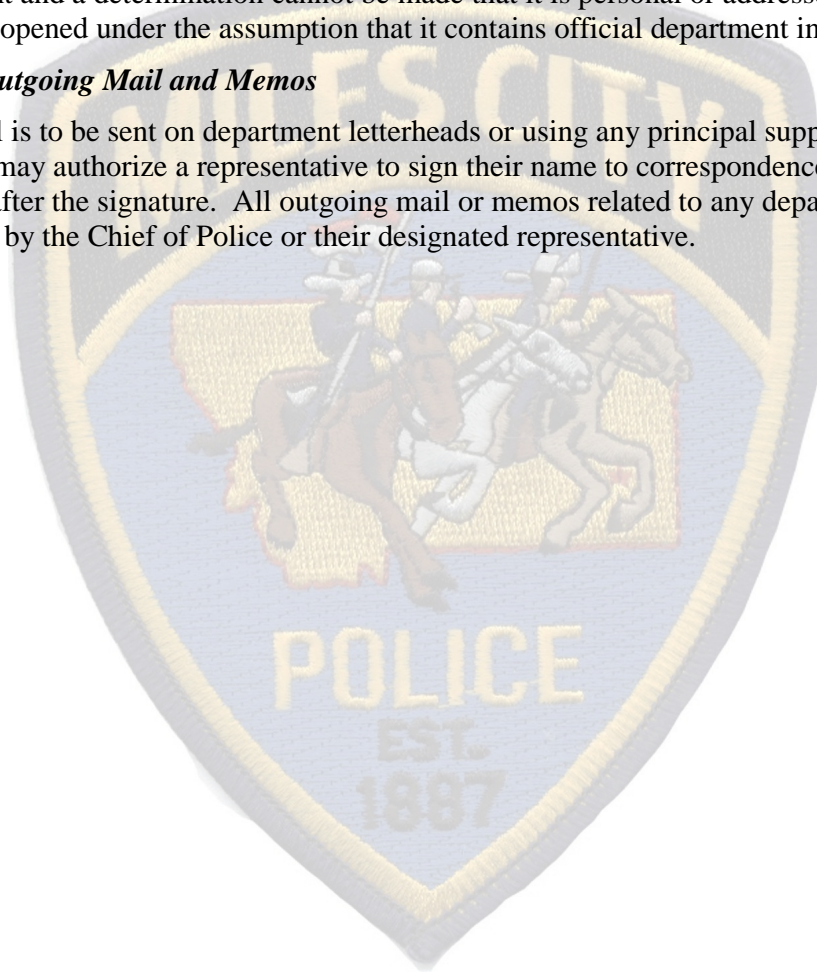 t and a determination cannot be made that it is personal or addresse
opened under the assumption that it contains official department in
utgoing Mail and Memos
l is to be sent on department letterheads or using any principal supp
may authorize a representative to sign their name to correspondence
after the signature.  All outgoing mail or memos related to any depa
by the Chief of Police or their designated representative.
MILES CITY
POLICE
EST.
1887